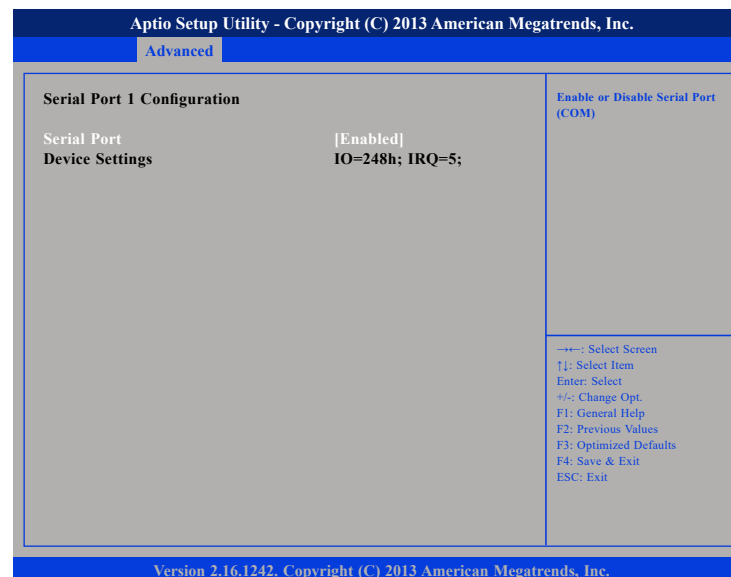 Aptio Setup Utility - Copyright (C) 2013 American Megatrends, Inc.
Advanced
Serial Port 1 Configuration
Serial Port [Enabled]
Device Settings IO=248h; IRQ=5;
Enable or Disable Serial Port
(COM)
→←: Select Screen
↑↓: Select Item
Enter: Select
+/-: Change Opt.
F1: General Help
F2: Previous Values
F3: Optimized Defaults
F4: Save & Exit
ESC: Exit
Version 2.16.1242. Copyright (C) 2013 American Megatrends, Inc.